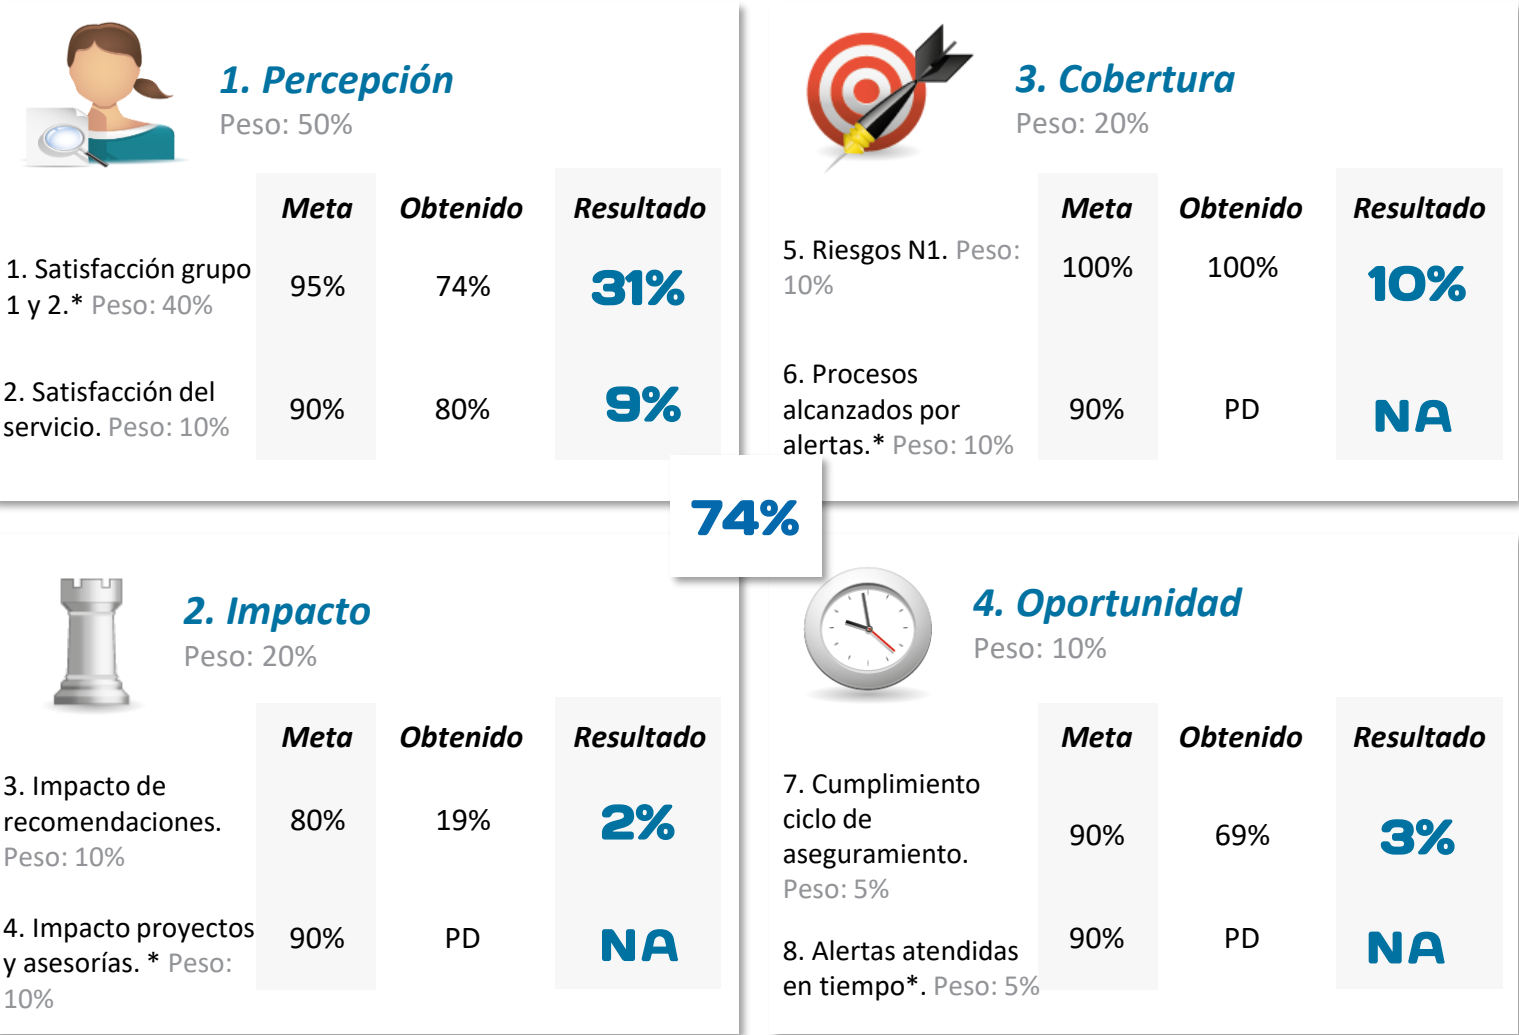 1. Percepción
Peso: 50%
Meta Obtenido Resultado
1. Satisfacción grupo
1 y 2.* Peso: 40%
95% 74% 31%
2. Satisfacción del
servicio. Peso: 10%
90% 80% 9%
3. Cobertura
Peso: 20%
Meta Obtenido Resultado
5. Riesgos N1. Peso:
10%
100% 100% 10%
6. Procesos
alcanzados por
alertas.* Peso: 10%
90% PD NA
74%
2. Impacto
Peso: 20%
Meta Obtenido Resultado
3. Impacto de
recomendaciones.
Peso: 10%
80% 19% 2%
4. Impacto proyectos
y asesorías. * Peso:
10%
90% PD NA
4. Oportunidad
Peso: 10%
Meta Obtenido Resultado
7. Cumplimiento
ciclo de
aseguramiento.
Peso: 5%
90% 69% 3%
8. Alertas atendidas
en tiempo*. Peso: 5%
90% PD NA